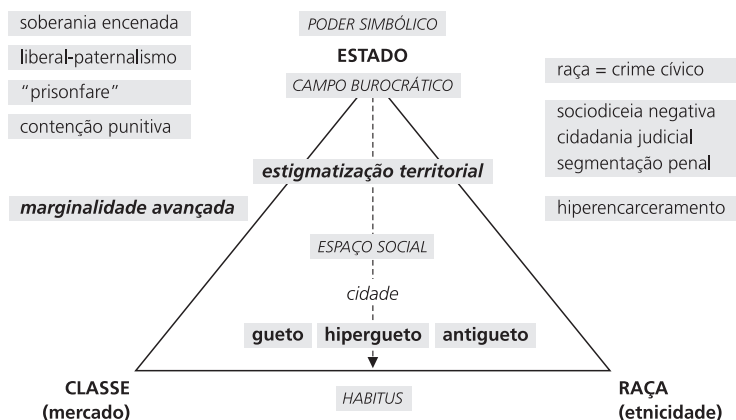 soberania encenada
liberal-paternalismo
“prisonfare”
contenção punitiva
marginalidade avançada
PODER SIMBÓLICO
ESTADO
CAMPO BUROCRÁTICO
estigmatização territorial
ESPAÇO SOCIAL
cidade
gueto hipergueto antigueto
raça = crime cívico
sociodiceia negativa
cidadania judicial
segmentação penal
hiperencarceramento
CLASSE
(mercado)
HABITUS
RAÇA
(etnicidade)